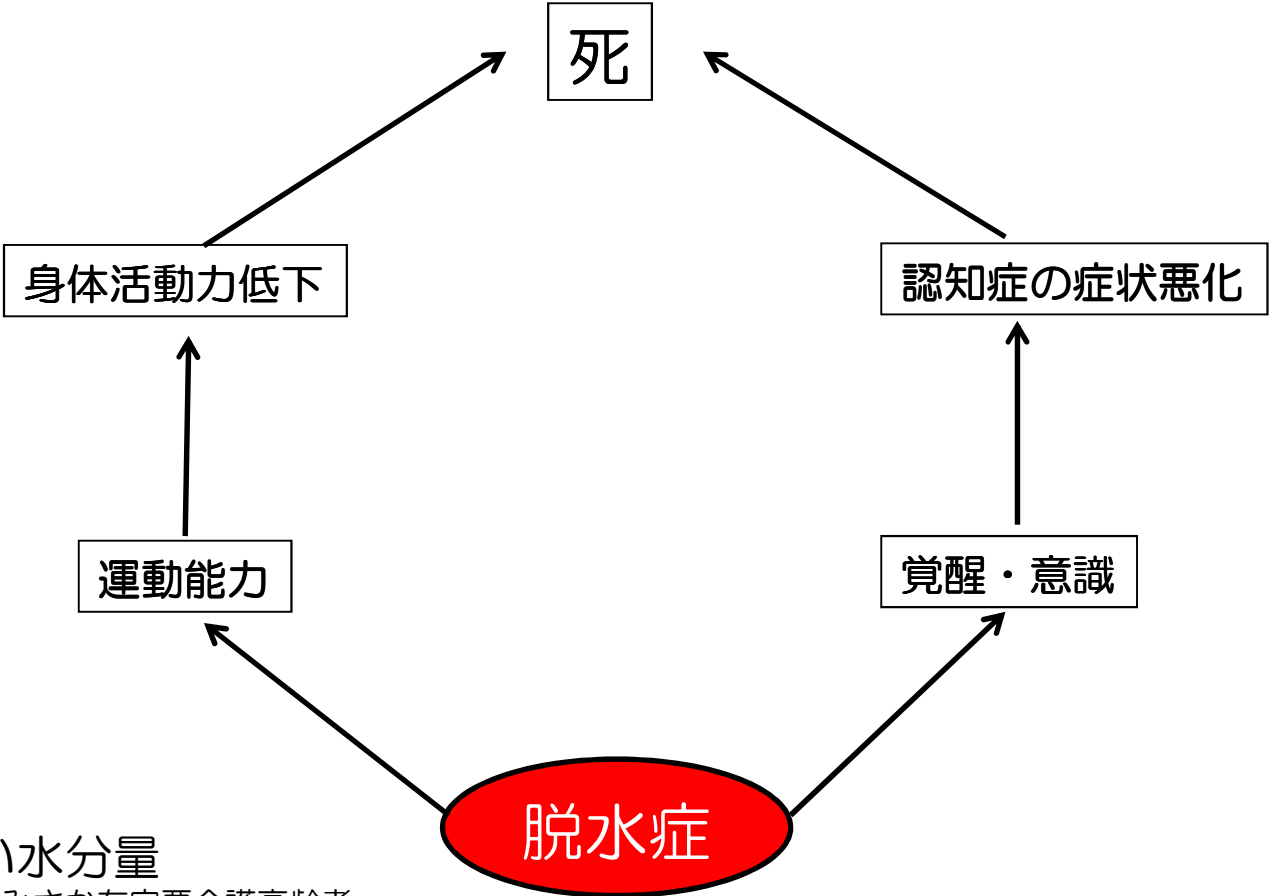 死
身体活動力低下
認知症の症状悪化
運動能力
覚醒・意識
脱水症
水分量